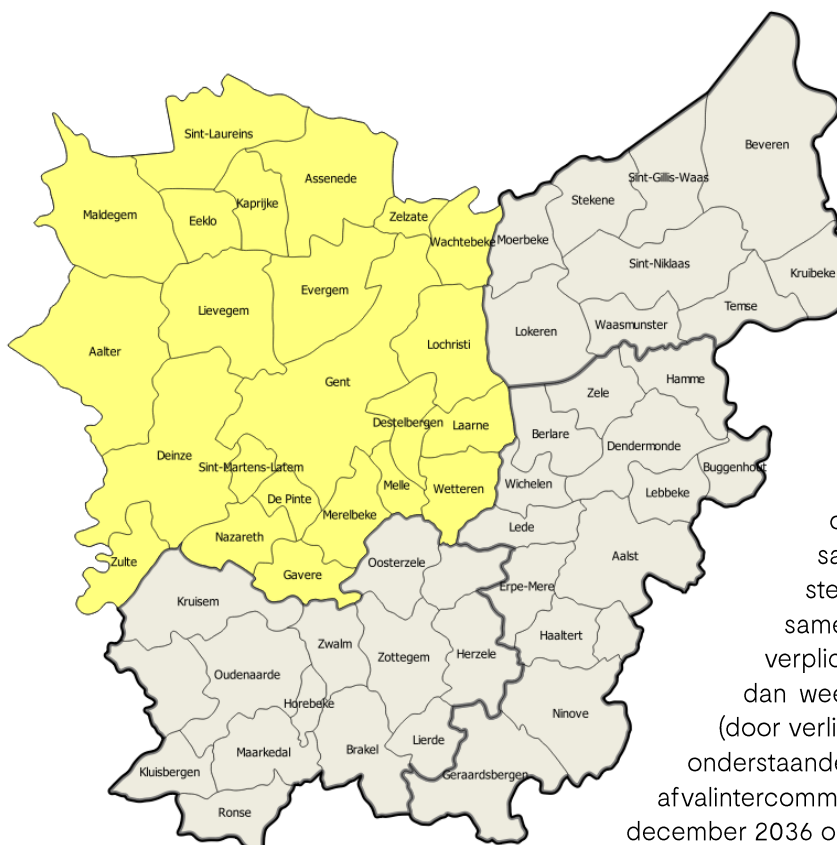 Beveren
Sint-Laureins
Sint-Gillis-Waas
Assenede
Stekene
Kaprijke
Maldegem
Eeklo
Zelzate
Wachtebeke
Moerbeke
Sint-Niklaas
Kruibeke
Evergem
Lievegem
Temse
Lokeren
Waasmunster
Lochristi
Aalter
Gent
Hamme
Zele
Destelbergen
Laarne
Berlare
Dendermonde
Deinze
Sint-Martens-Latem
Buggenhout
Wichelen
Melle
Wetteren
Lebbeke
De Pinte
Merelbeke
Lede
Nazareth
Aalst
Zulte
Oosterzele
Gavere
Erpe-Mere
Kruisem
Haaltert
Zwalm
Zottegem
Herzele
Oudenaarde
Horebeke
Ninove
Lierde
Maarkedal
Brakel
Kluisbergen
Geraardsbergen
Ronse
sa
ste
same
verplic
dan wee
(door verli
onderstaande
afvalintercomm
december 2036 o